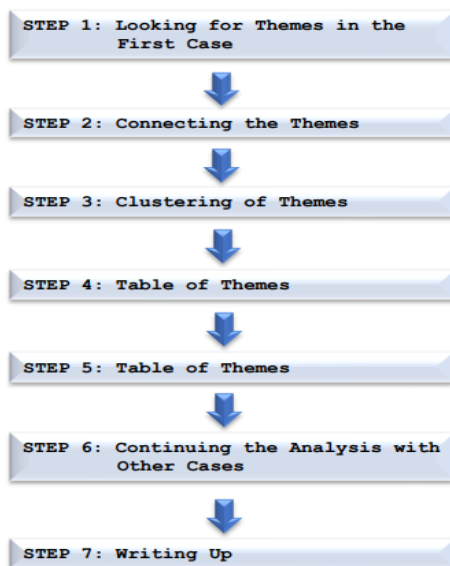 STEP 1: Looking for Themes in the
First Case
STEP 2: Connecting the Themes
STEP 3: Clustering of Themes
STEP 4: Table of Themes
STEP 5: Table of Themes
STEP 6: Continuing the Analysis with
Other Cases
STEP 7: Writing Up